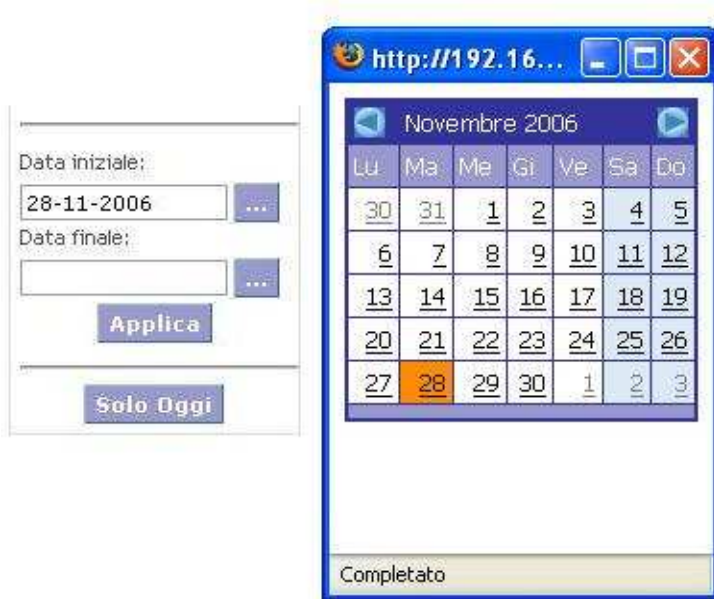 Data iniziale:
28-11-2006 ...
Data finale:
...
Applica
Solo Oggi
http://192.16...
Novembre 2006
Lu Ma Me Gi Ve Sa Do
30 31 1 2 3 4 5
6 7 8 9 10 11 12
13 14 15 16 17 18 19
20 21 22 23 24 25 26
27 28 29 30 1 2 3
Completato